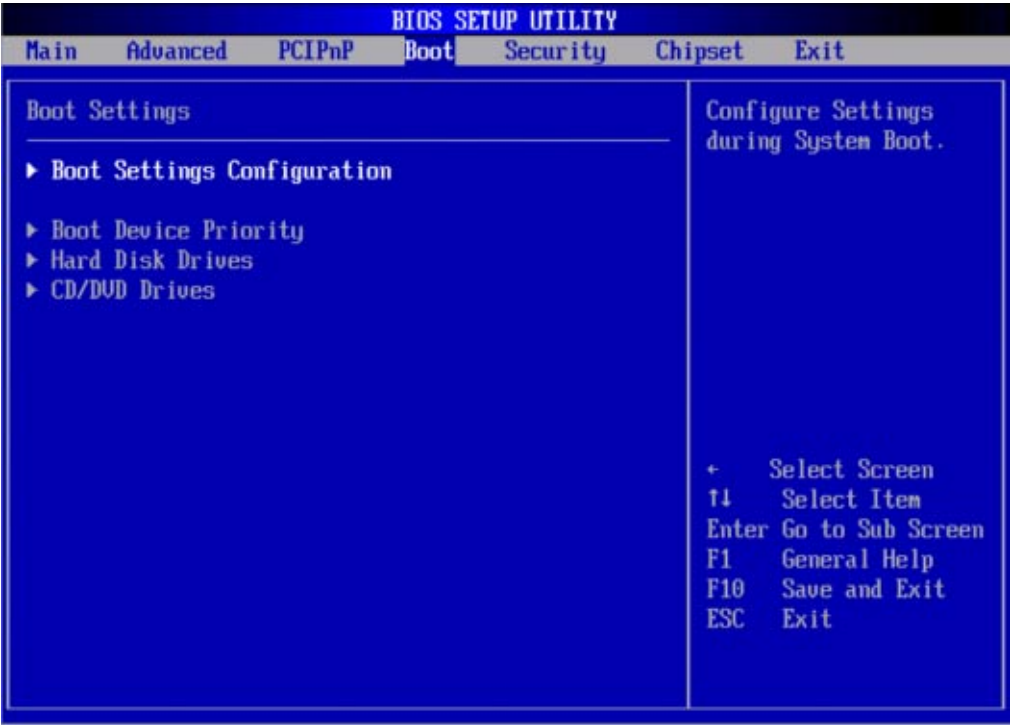 BIOS SETUP UTILITY
Main Advanced PCIPnP Boot Security Chipset Exit
Boot Settings
▶ Boot Settings Configuration
▶ Boot Device Priority
▶ Hard Disk Drives
▶ CD/DVD Drives
Configure Settings
during System Boot.
← Select Screen
↑↓ Select Item
Enter Go to Sub Screen
F1 General Help
F10 Save and Exit
ESC Exit